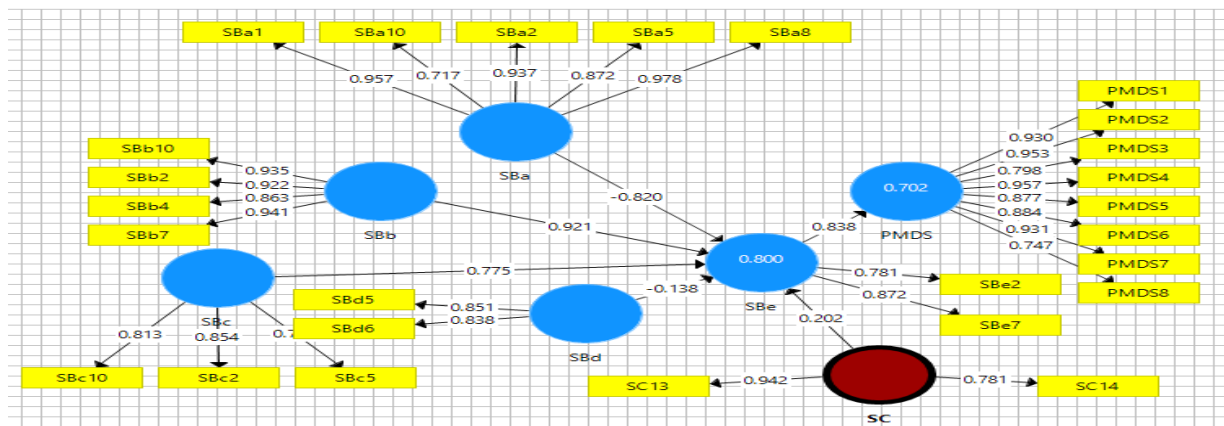 SBa1 SBa10 SBa2 SBa5 SBa8
0.957 0.717 0.937 0.872 0.978
SBa
PMDS1
PMDS2
PMDS3
PMDS4
PMDS5
PMDS6
PMDS7
PMDS8
0.930
0.953
0.798
0.957
0.877
0.884
0.931
0.747
0.702
PMDS
SBb10
SBb2
SBb4
SBb7
0.935
0.922
0.863
0.941
SBb
-0.820
0.921
0.838
0.775
0.800
SBe
-0.138
0.202
0.781
0.872
SBe2
SBe7
SBc
0.813 0.854
SBc10 SBc2 SBc5
SBd5
SBd6
0.851
0.838
SBd
SC13 0.942 0.781 SC14
SC